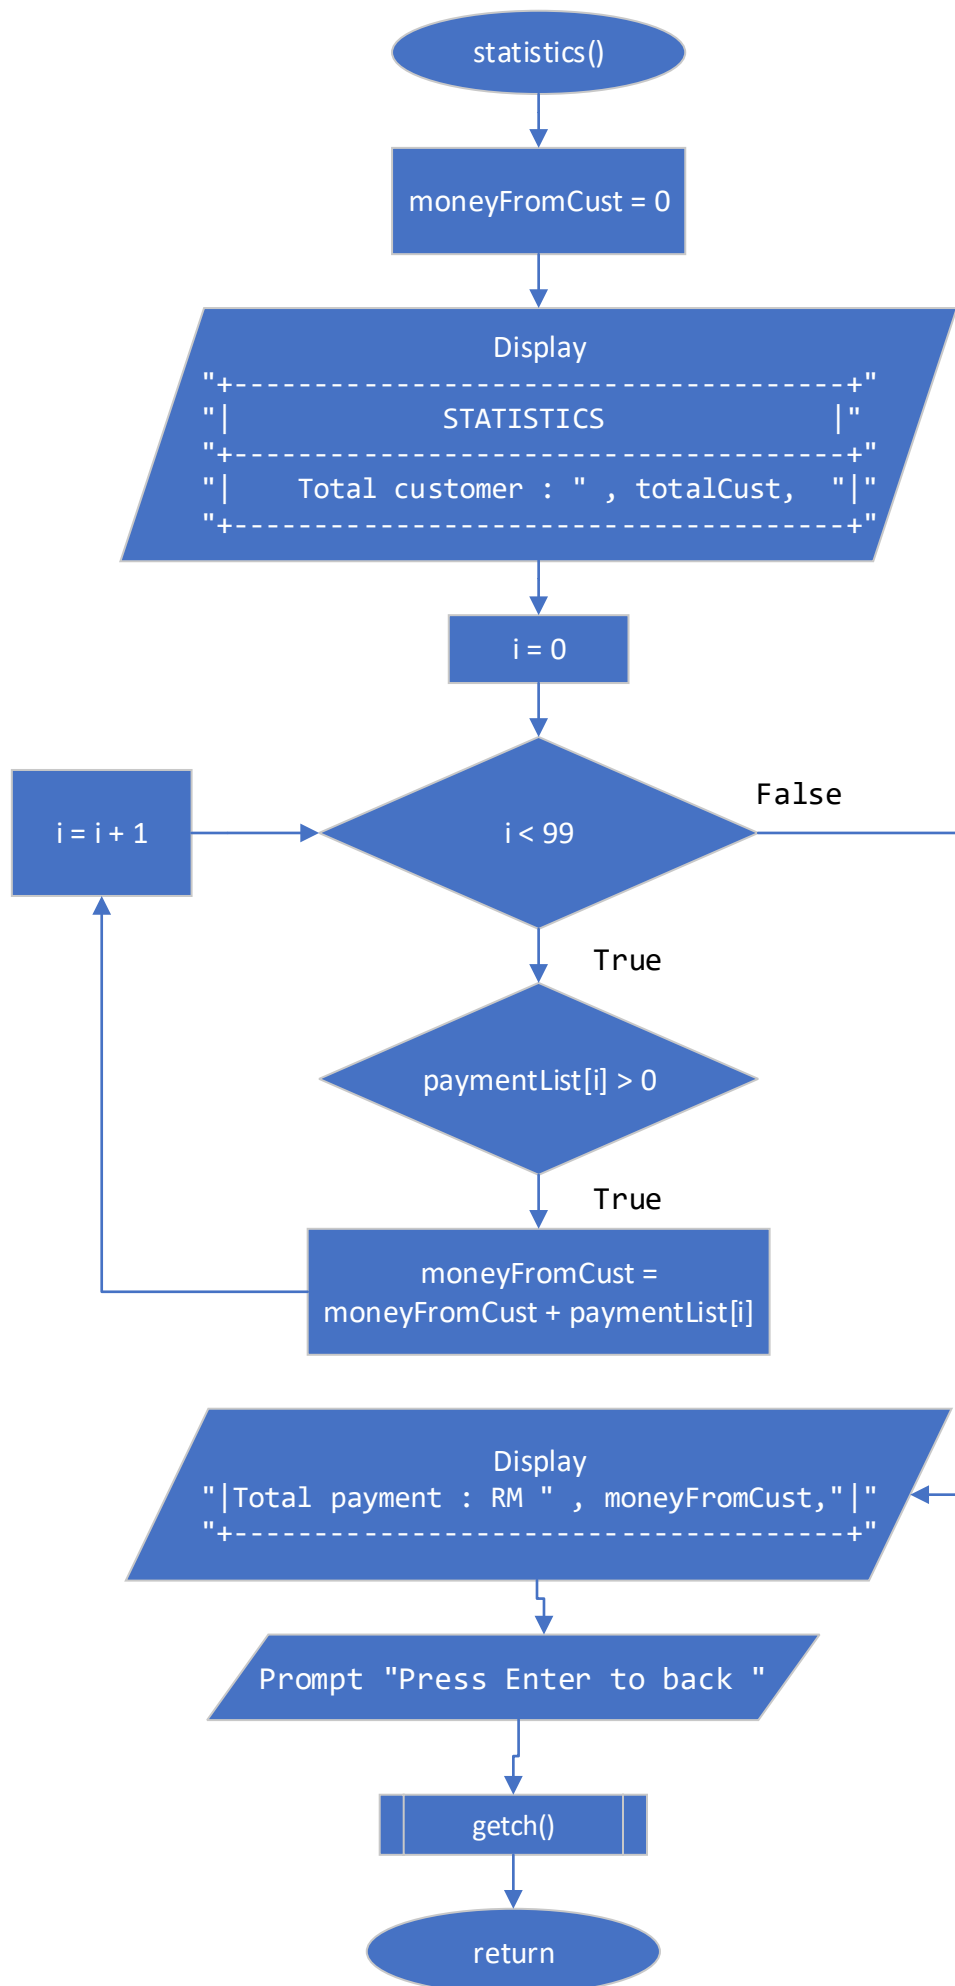 statistics()
moneyFromCust = 0
Display
"+--------------------------------------+"
"|             STATISTICS              |"
"+--------------------------------------+"
"|    Total customer : " , totalCust,  "|"
"+--------------------------------------+"
i = 0
i = i + 1
i < 99
False
True
paymentList[i] > 0
True
moneyFromCust =
moneyFromCust + paymentList[i]
Display
"|Total payment : RM " , moneyFromCust,"|"
"+--------------------------------------+"
Prompt "Press Enter to back "
getch()
return